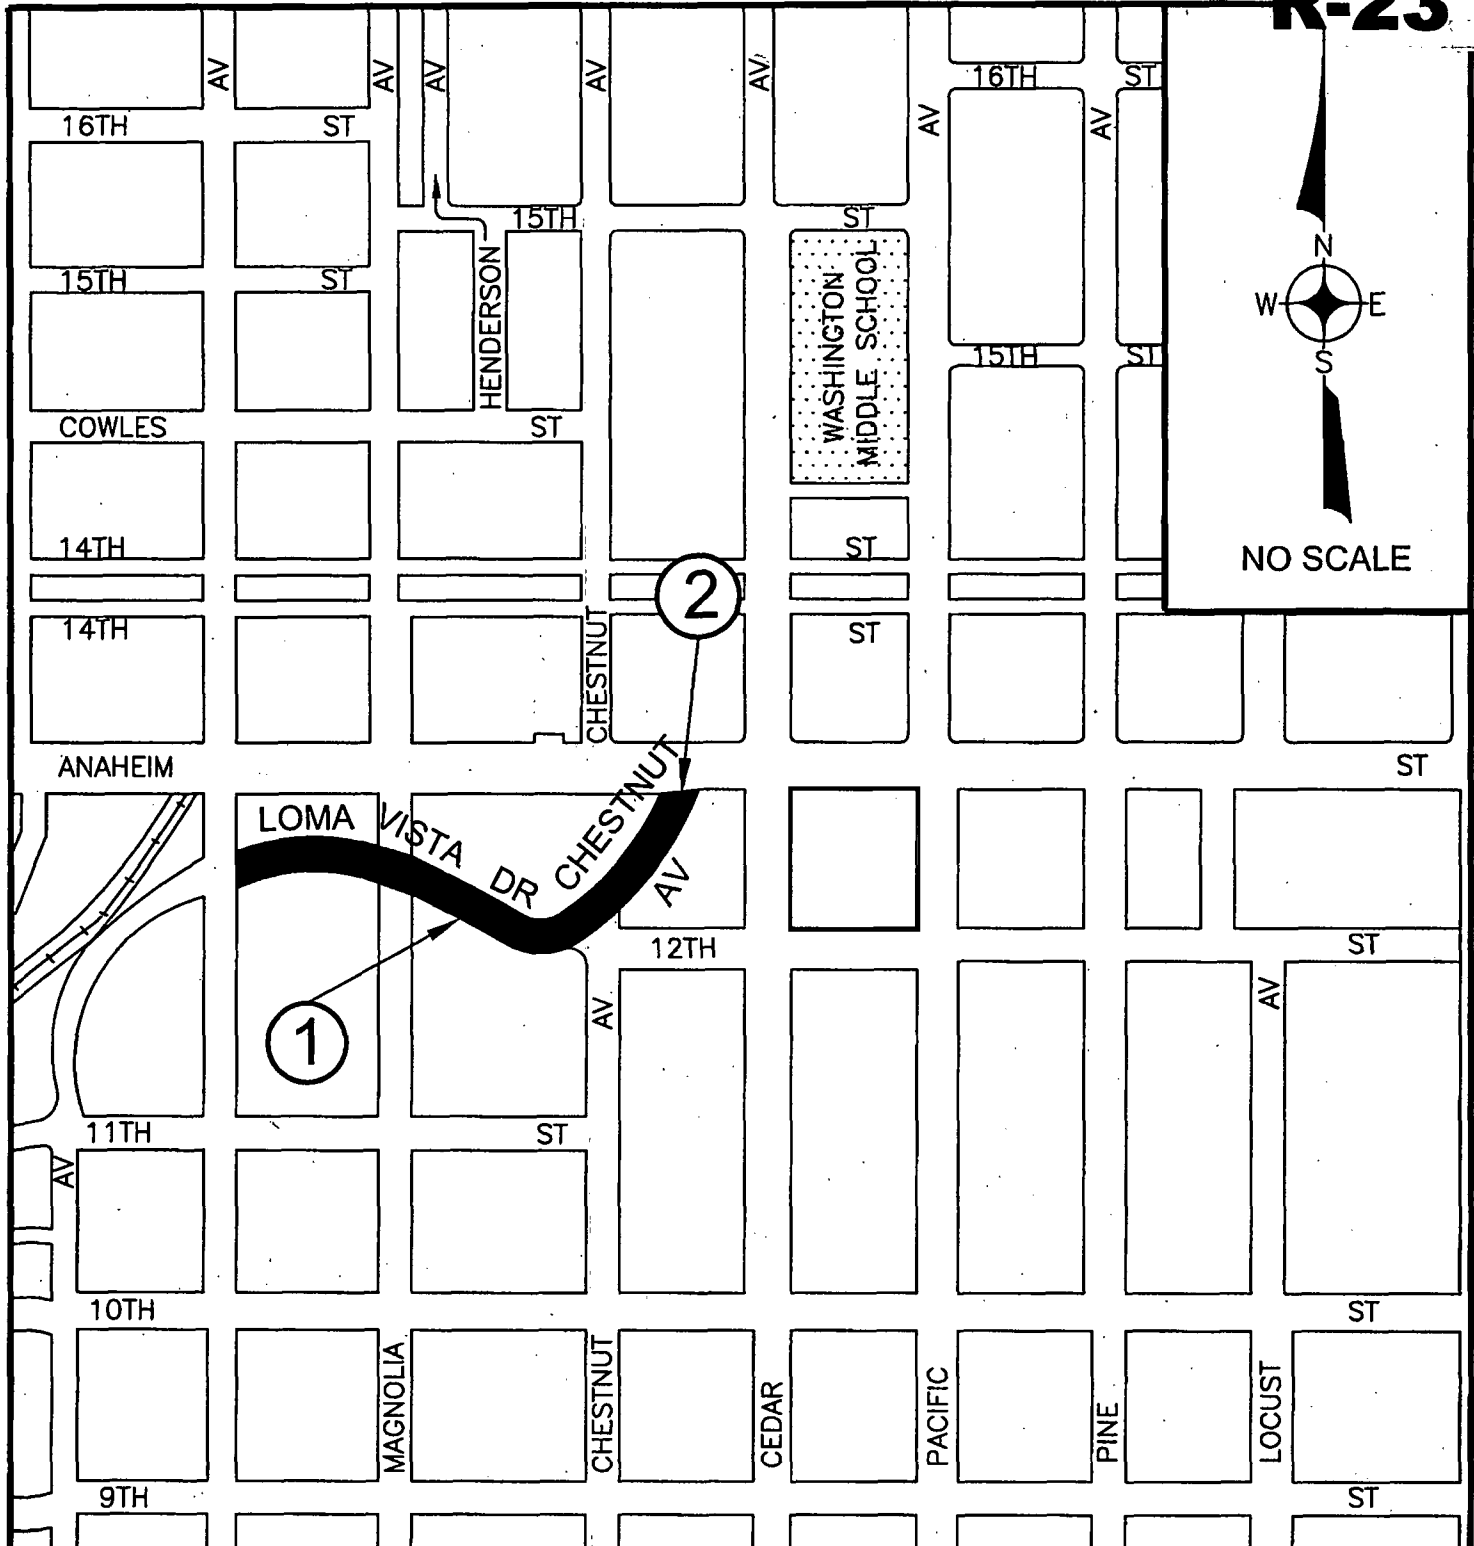 R-23
AV
AV
AV
AV
AV
16TH
ST
AV
AV
16TH
ST
15TH
ST
N
15TH
ST
HENDERSON
WASHINGTON
MIDDLE SCHOOL
W
E
15TH
ST
S
COWLES
ST
14TH
ST
NO SCALE
2
14TH
CHESTNUT
ST
ANAHEIM
ST
LOMA VISTA DR
CHESTNUT
AV
12TH
ST
AV
AV
1
11TH
ST
AV
10TH
ST
MAGNOLIA
CHESTNUT
CEDAR
PACIFIC
PINE
LOCUST
9TH
ST